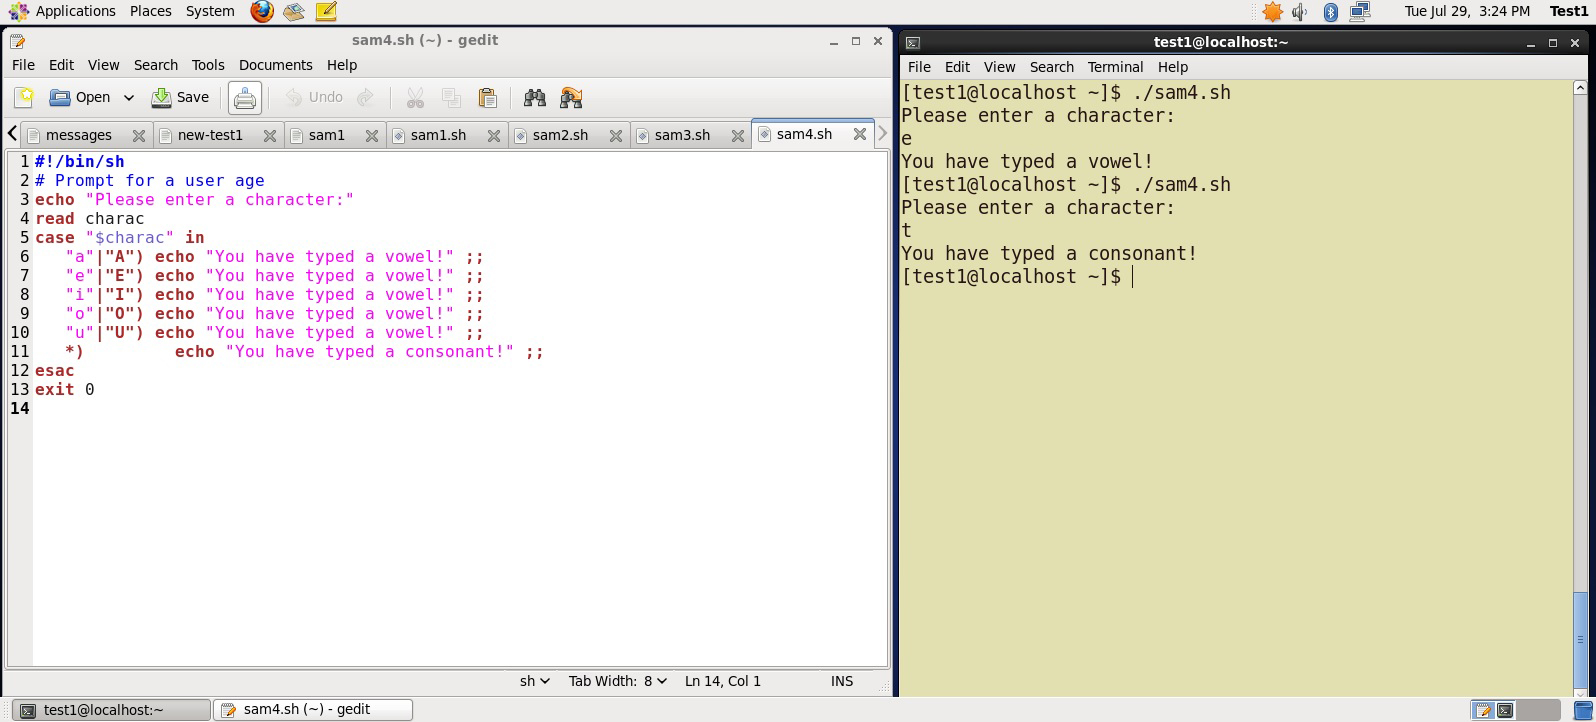 Applications Places System Tue Jul 29, 3:24 PM Test1
sam4.sh (~) - gedit
File Edit View Search Tools Documents Help
Open Save Undo
messages new-test1 sam1 sam1.sh sam2.sh sam3.sh sam4.sh
1 #!/bin/sh
2 # Prompt for a user age
3 echo "Please enter a character:"
4 read charac
5 case "$charac" in
6    "a"|"A") echo "You have typed a vowel!" ;;
7    "e"|"E") echo "You have typed a vowel!" ;;
8    "i"|"I") echo "You have typed a vowel!" ;;
9    "o"|"O") echo "You have typed a vowel!" ;;
10    "u"|"U") echo "You have typed a vowel!" ;;
11    *)         echo "You have typed a consonant!" ;;
12 esac
13 exit 0
14
sh Tab Width: 8 Ln 14, Col 1 INS
test1@localhost:~
File Edit View Search Terminal Help
[test1@localhost ~]$ ./sam4.sh
Please enter a character:
e
You have typed a vowel!
[test1@localhost ~]$ ./sam4.sh
Please enter a character:
t
You have typed a consonant!
[test1@localhost ~]$
test1@localhost:~ sam4.sh (~) - gedit